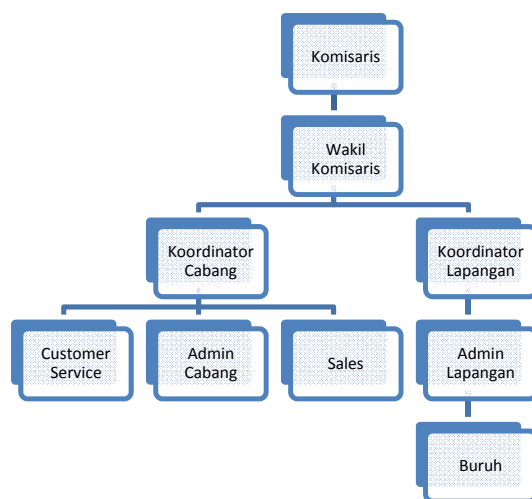 Komisaris
Wakil
Komisaris
Koordinator
Cabang
Koordinator
Lapangan
Customer
Service
Admin
Cabang
Sales
Admin
Lapangan
Buruh